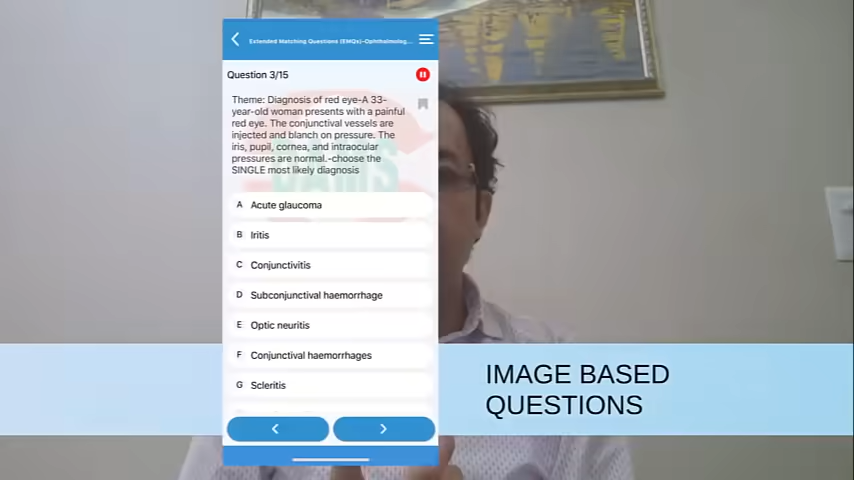 Extended Matching Questions (EMQs)-Ophthalmolog...
Question 3/15
Theme: Diagnosis of red eye-A 33-
year-old woman presents with a painful
red eye. The conjunctival vessels are
injected and blanch on pressure. The
iris, pupil, cornea, and intraocular
pressures are normal.-choose the
SINGLE most likely diagnosis
A Acute glaucoma
B Iritis
C Conjunctivitis
D Subconjunctival haemorrhage
E Optic neuritis
F Conjunctival haemorrhages
G Scleritis
IMAGE BASED
QUESTIONS